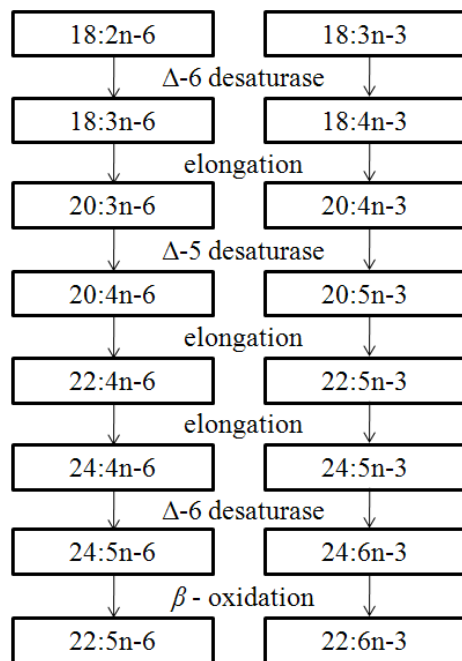 18:2n-6 18:3n-3
Δ-6 desaturase
18:3n-6 18:4n-3
elongation
20:3n-6 20:4n-3
Δ-5 desaturase
20:4n-6 20:5n-3
elongation
22:4n-6 22:5n-3
elongation
24:4n-6 24:5n-3
Δ-6 desaturase
24:5n-6 24:6n-3
β - oxidation
22:5n-6 22:6n-3